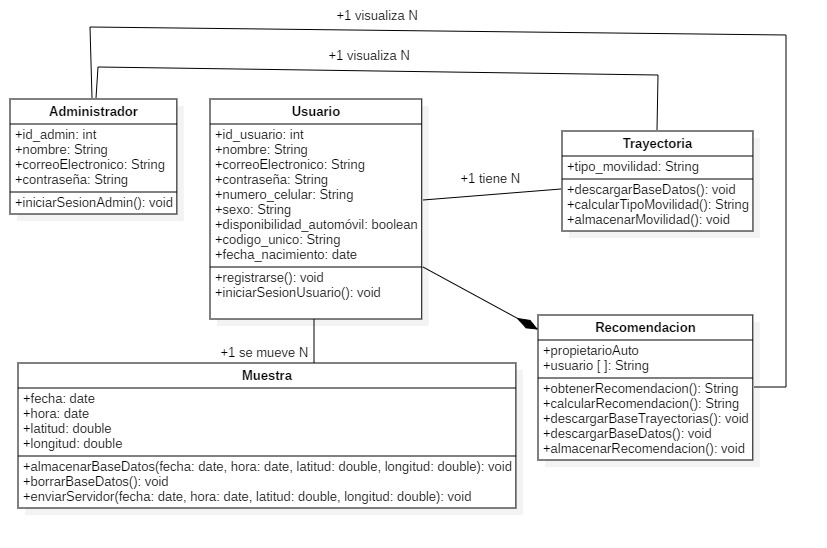 +1 visualiza N
+1 visualiza N
Administrador
+id_admin: int
+nombre: String
+correoElectronico: String
+contraseña: String
+iniciarSesionAdmin(): void
Usuario
+id_usuario: int
+nombre: String
+correoElectronico: String
+contraseña: String
+numero_celular: String
+sexo: String
+disponibilidad_automóvil: boolean
+codigo_unico: String
+fecha_nacimiento: date
+registrarse(): void
+iniciarSesionUsuario(): void
+1 tiene N
Trayectoria
+tipo_movilidad: String
+descargarBaseDatos(): void
+calcularTipoMovilidad(): String
+almacenarMovilidad(): void
Recomendacion
+propietarioAuto
+usuario [ ]: String
+obtenerRecomendacion(): String
+calcularRecomendacion(): String
+descargarBaseTrayectorias(): void
+descargarBaseDatos(): void
+almacenarRecomendacion(): void
+1 se mueve N
Muestra
+fecha: date
+hora: date
+latitud: double
+longitud: double
+almacenarBaseDatos(fecha: date, hora: date, latitud: double, longitud: double): void
+borrarBaseDatos(): void
+enviarServidor(fecha: date, hora: date, latitud: double, longitud: double): void